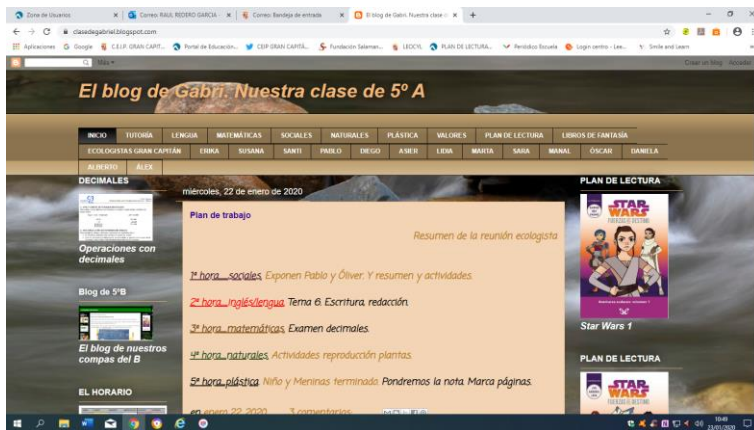 Zona de Usuarios
Correo: RAUL REDERO GARCIA -
Correo: Bandeja de entrada
El blog de Gabri. Nuestra clase
clasedegabriel.blogspot.com
Aplicaciones
Google
C.E.I.P. GRAN CAPIT...
Portal de Educación...
CEIP GRAN CAPITÁ...
Fundación Salaman...
LEOCYL
PLAN DE LECTURA...
Periódico Escuela
Login centro - Lee...
Smile and Learn
Más
Crear un blog Acceder
El blog de Gabri. Nuestra clase de 5º A
INICIO TUTORÍA LENGUA MATEMÁTICAS SOCIALES NATURALES PLÁSTICA VALORES PLAN DE LECTURA LIBROS DE FANTASÍA
ECOLOGISTAS GRAN CAPITÁN ERIKA SUSANA SANTI PABLO DIEGO ASIER LIDIA MARTA SARA MANAL ÓSCAR DANIELA
ALBERTO ÁLEX
DECIMALES
Operaciones con
decimales
Blog de 5ºB
El blog de nuestros
compas del B
EL HORARIO
miércoles, 22 de enero de 2020
Plan de trabajo
Resumen de la reunión ecologista
1ª hora...sociales. Exponen Pablo y Óliver. Y resumen y actividades.
2ª hora...inglés/lengua. Tema 6. Escritura, redacción.
3ª hora...matemáticas. Examen decimales.
4ª hora...naturales. Actividades reproducción plantas.
5ª hora...plástica. Niño y Meninas terminado. Pondremos la nota. Marca páginas.
en enero 22, 2020 3 comentarios:
PLAN DE LECTURA
STAR
WARS
Star Wars 1
PLAN DE LECTURA
STAR
WARS
10:49
23/01/2020